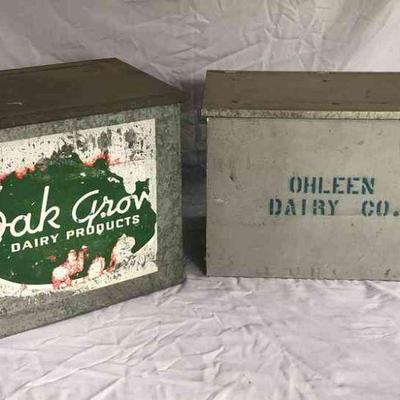 Oak Grov
DAIRY PRODUCTS
OHLEEN
DAIRY CO.